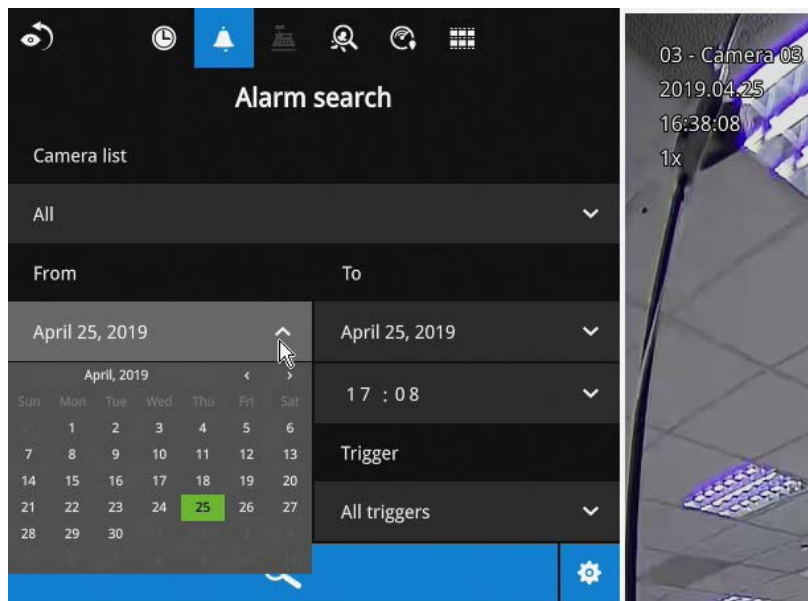 Alarm search
Camera list
All
From
To
April 25, 2019
April 25, 2019
April, 2019
Sun Mon Tue Wed Thu Fri Sat
31 1 2 3 4 5 6
7 8 9 10 11 12 13
14 15 16 17 18 19 20
21 22 23 24 25 26 27
28 29 30
17 : 08
Trigger
All triggers
03 - Camera 03
2019.04.25
16:38:08
1x